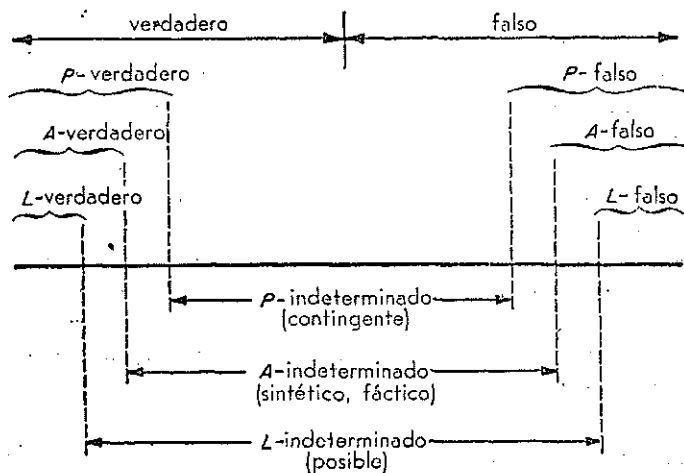 verdadero falso
P-verdadero P-falso
A-verdadero A-falso
L-verdadero L-falso
P-indeterminado
(contingente)
A-indeterminado
(sintético, fáctico)
L-indeterminado
(posible)